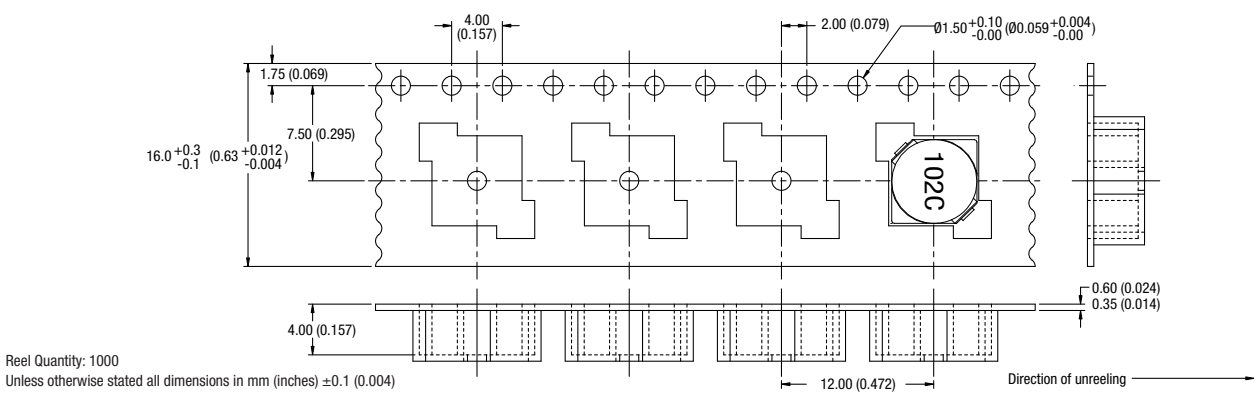 4.00
(0.157)
2.00 (0.079)
Ø1.50 +0.10 -0.00 (Ø0.059 +0.004 -0.00)
1.75 (0.069)
7.50 (0.295)
16.0 +0.3 -0.1 (0.63 +0.012 -0.004)
102C
0.60 (0.024)
0.35 (0.014)
4.00 (0.157)
12.00 (0.472)
Direction of unreeling
Reel Quantity: 1000
Unless otherwise stated all dimensions in mm (inches) ±0.1 (0.004)